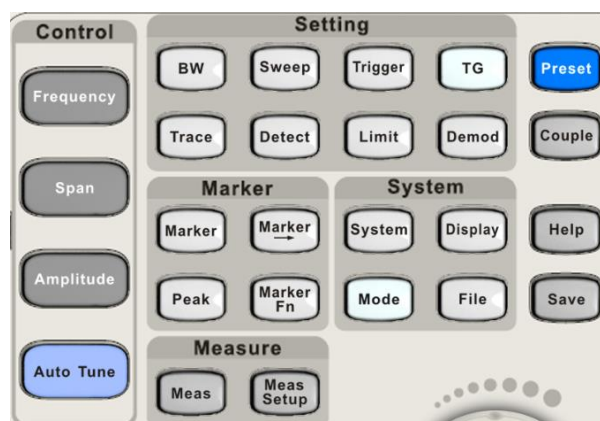 Control
Frequency
Span
Amplitude
Auto Tune
Setting
BW
Sweep
Trigger
TG
Trace
Detect
Limit
Demod
Marker
Marker
Marker
→
Peak
Marker
Fn
System
System
Display
Mode
File
Measure
Meas
Meas
Setup
Preset
Couple
Help
Save